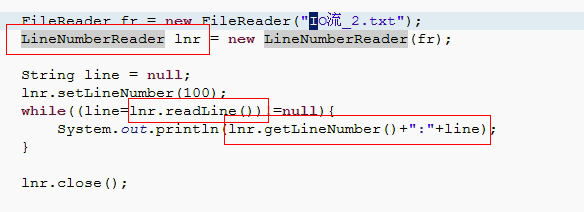 FileReader fr = new FileReader("IO流_2.txt");
LineNumberReader lnr = new LineNumberReader(fr);
String line = null;
lnr.setLineNumber(100);
while((line=lnr.readLine())!=null){
System.out.println(lnr.getLineNumber()+":"+line);
}
lnr.close();